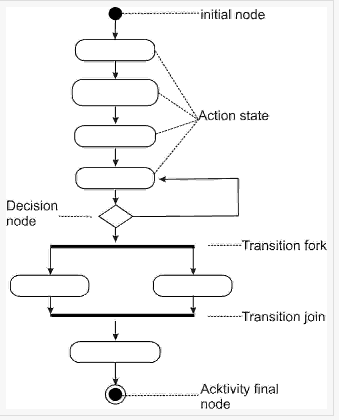 initial node
Action state
Decision
node
Transition fork
Transition join
Acktivity final
node